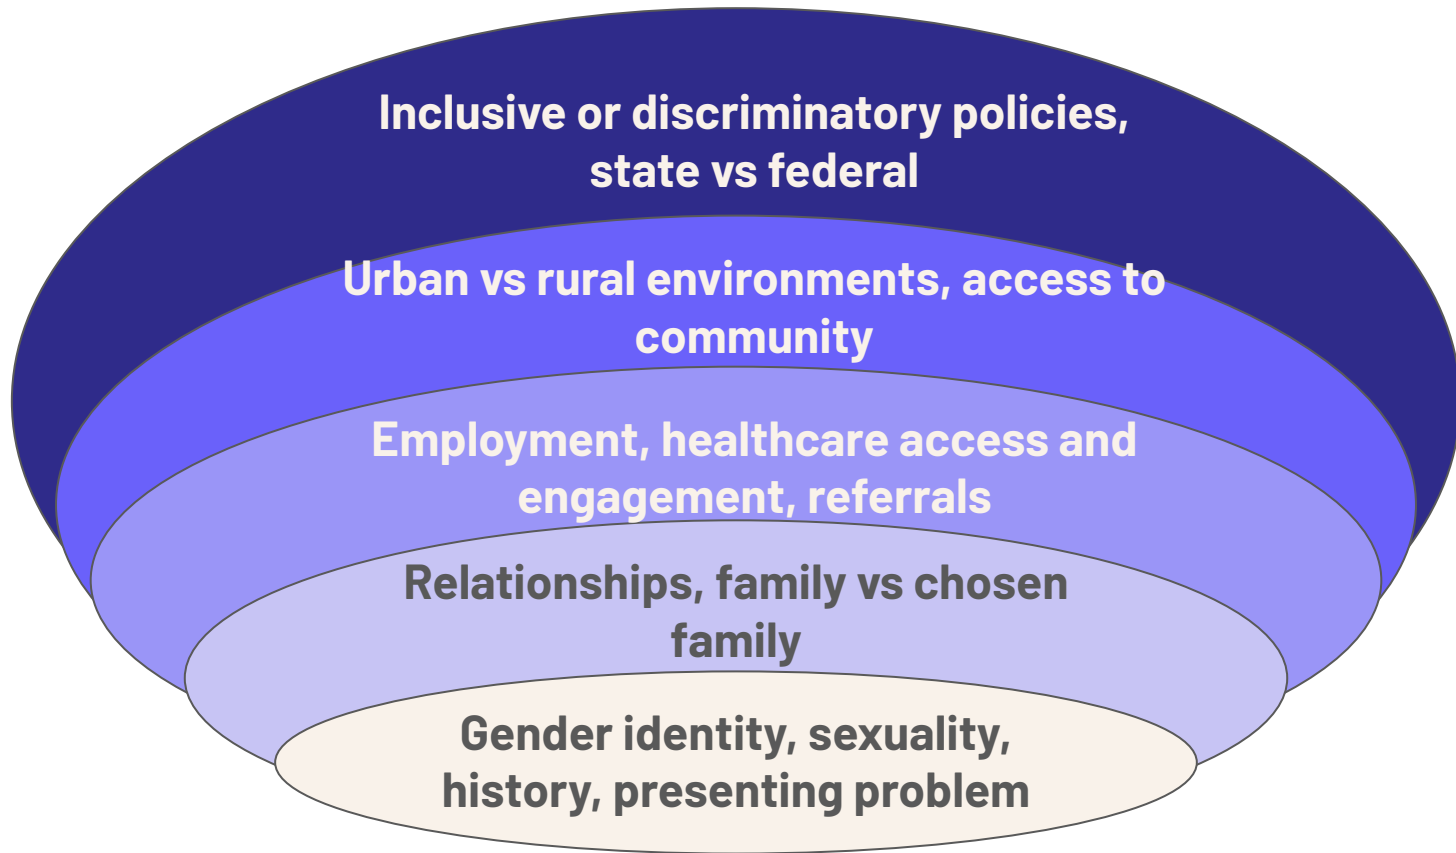 Inclusive or discriminatory policies,
state vs federal
Urban vs rural environments, access to
community
Employment, healthcare access and
engagement, referrals
Relationships, family vs chosen
family
Gender identity, sexuality,
history, presenting problem